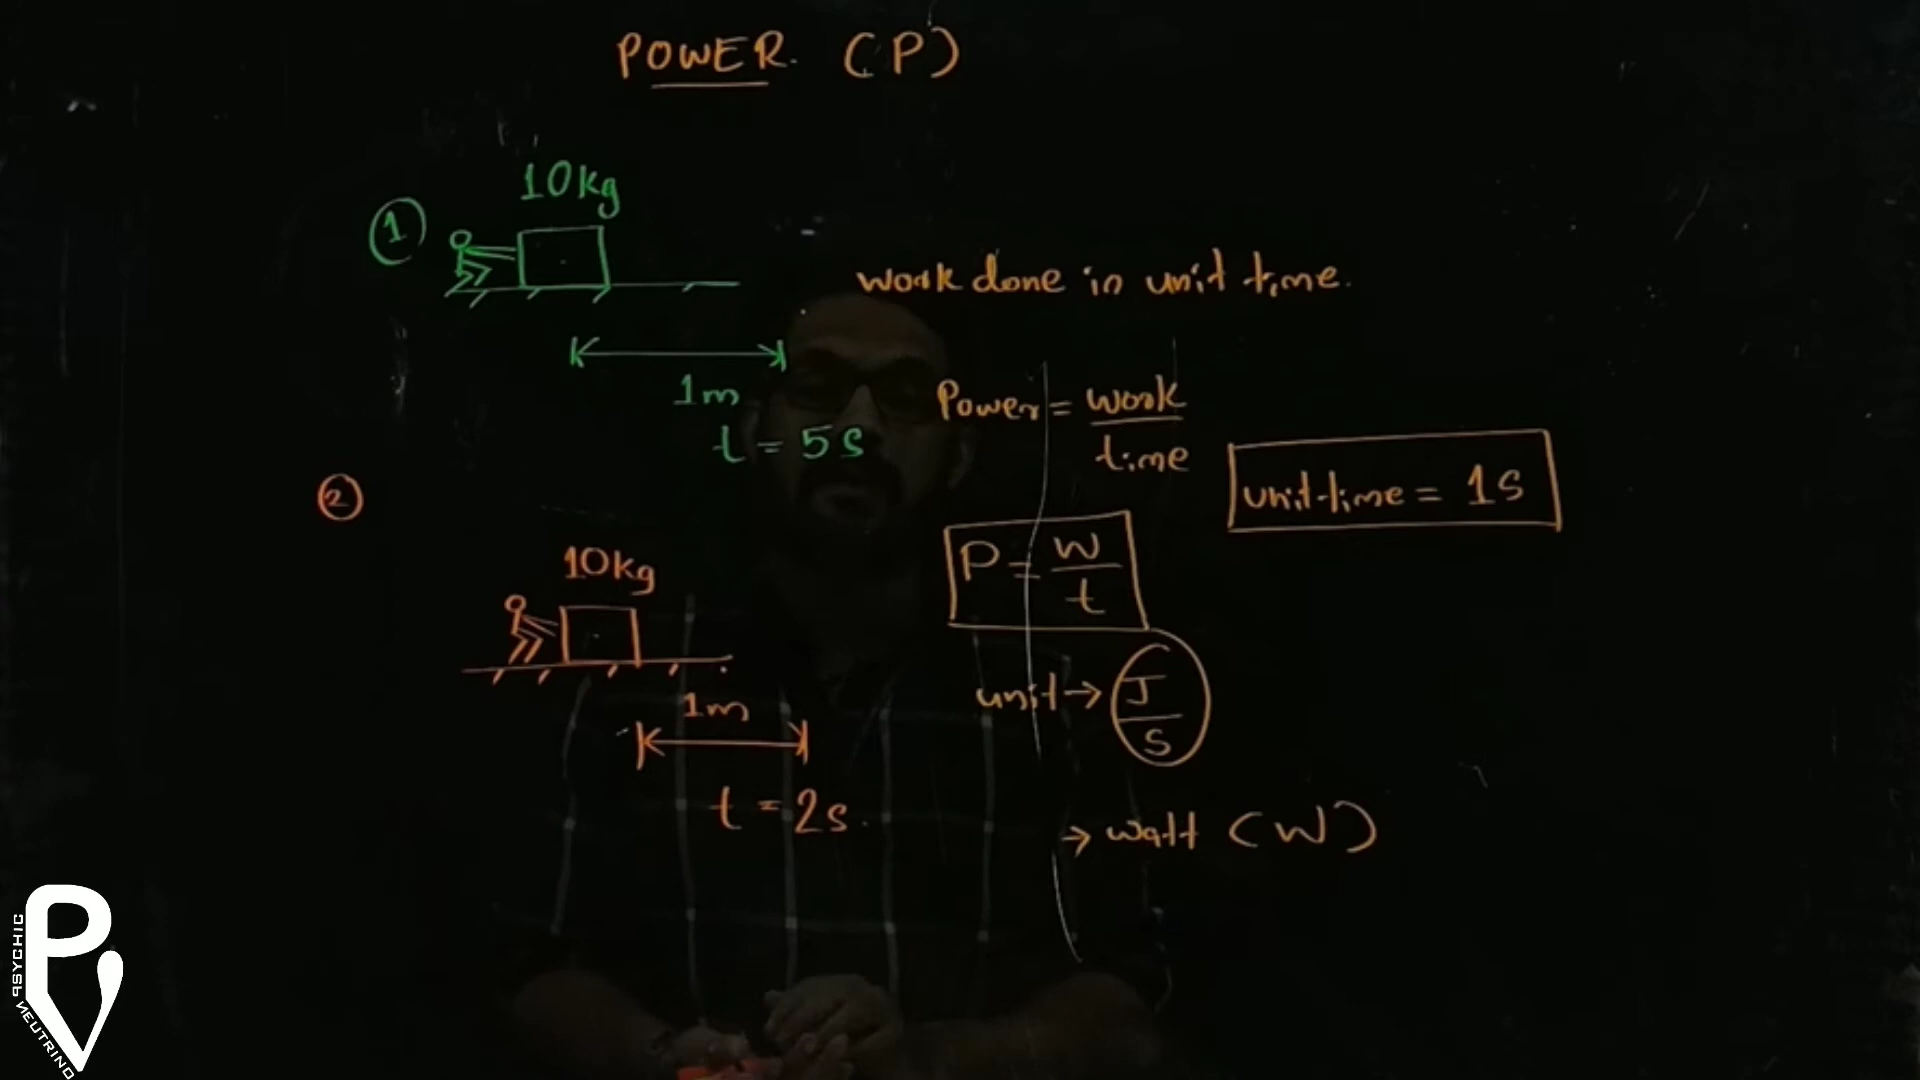 POWER. (P)
1
10kg
1m
t = 5s
work done in unit time.
Power = work
time
unit time = 1s
P = W
t
unit → J
s
→ watt (W)
2
10kg
1m
t = 2s.
PSYCHIC
NEUTRINO